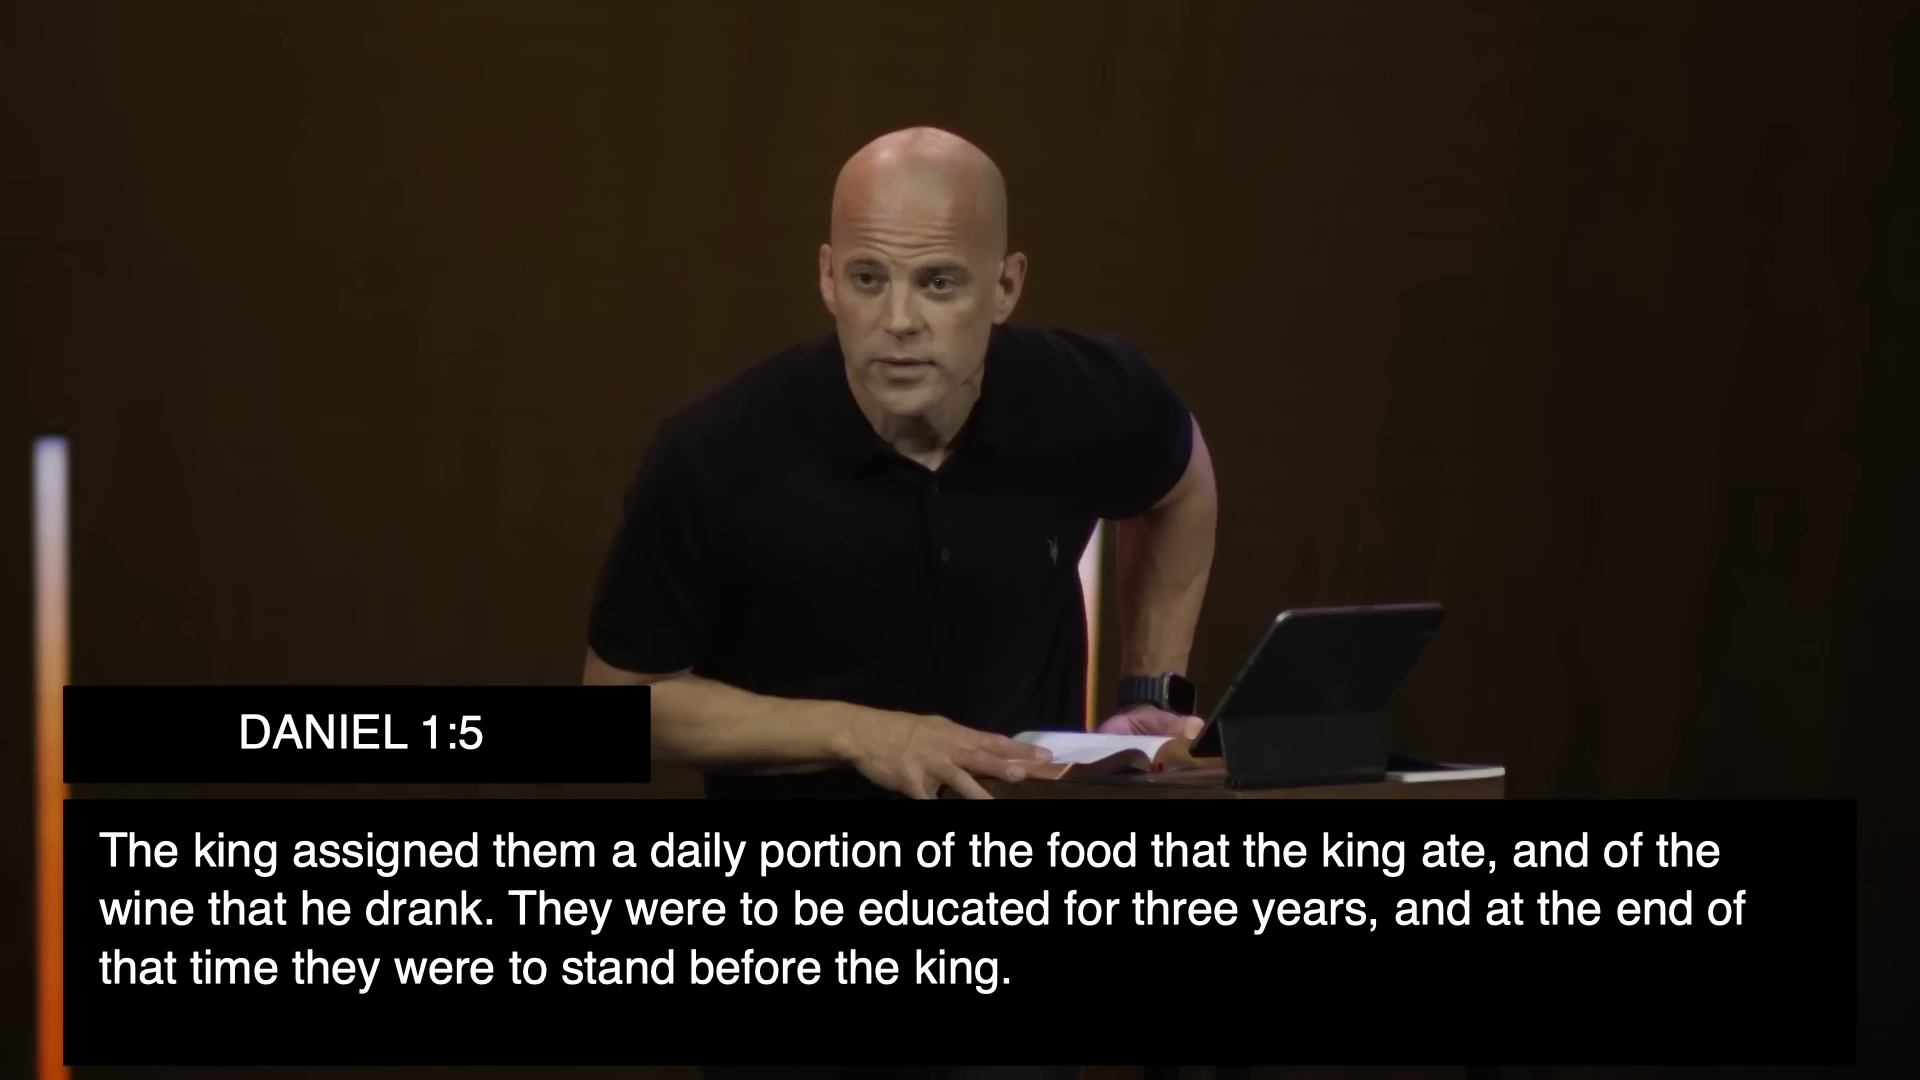 DANIEL 1:5
The king assigned them a daily portion of the food that the king ate, and of the
wine that he drank. They were to be educated for three years, and at the end of
that time they were to stand before the king.